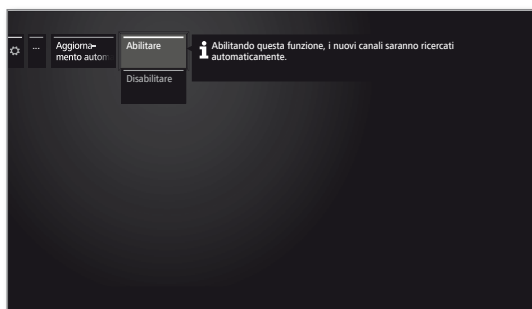 ...
Aggiorna-
mento autom.
Abilitare
Disabilitare
Abilitando questa funzione, i nuovi canali saranno ricercati
automaticamente.